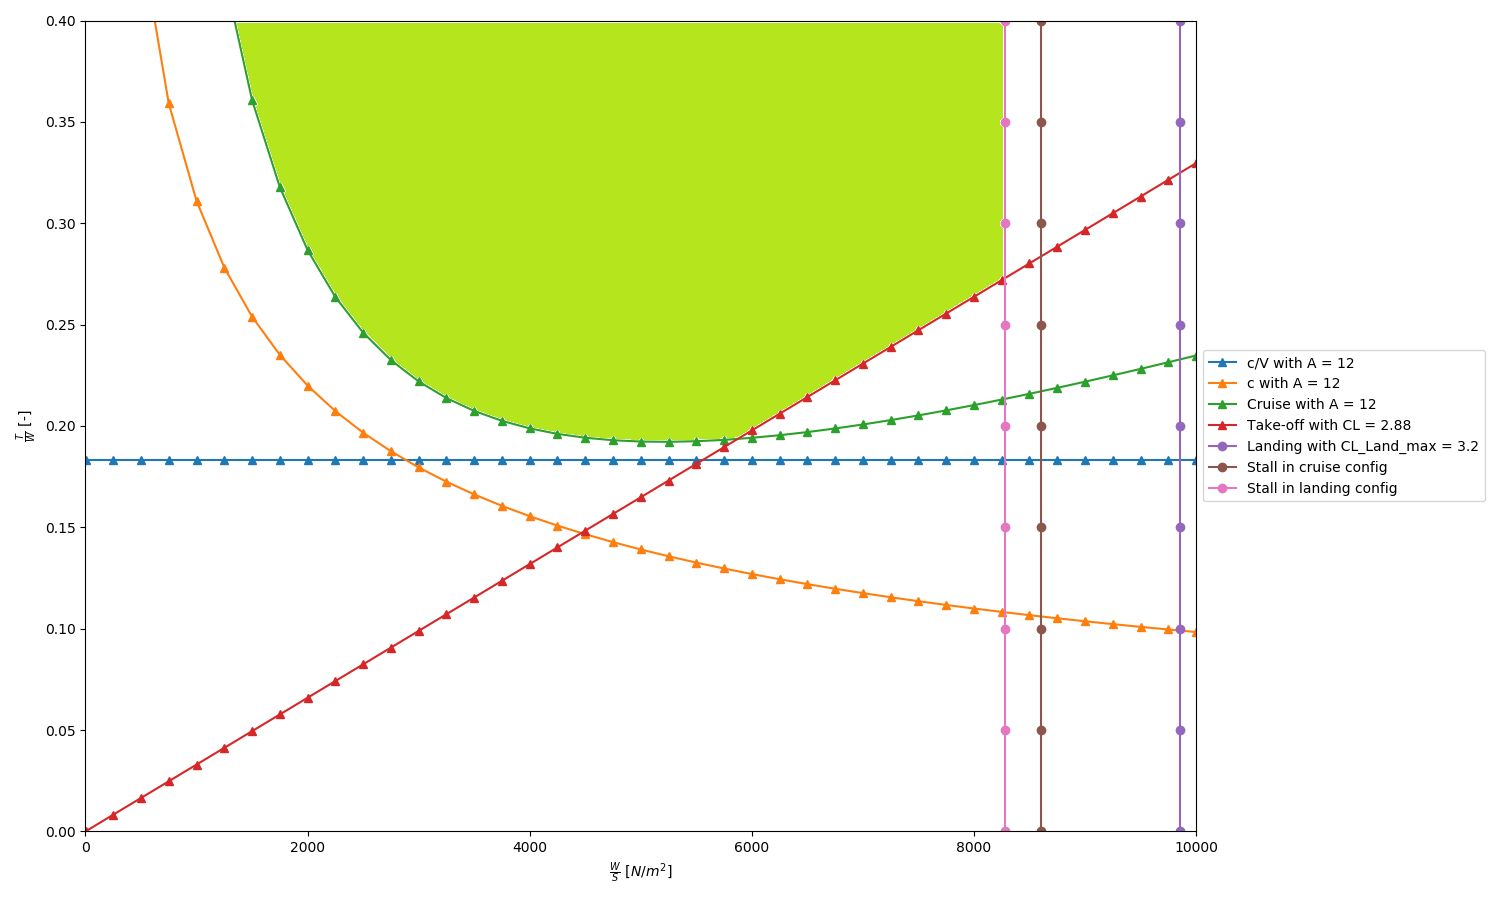 0.40
0.35
0.30
0.25
0.20
0.15
0.10
0.05
0.00
T/W [-]
0 2000 4000 6000 8000 10000
W/S [N/m²]
c/V with A = 12
c with A = 12
Cruise with A = 12
Take-off with CL = 2.88
Landing with CL_Land_max = 3.2
Stall in cruise config
Stall in landing config